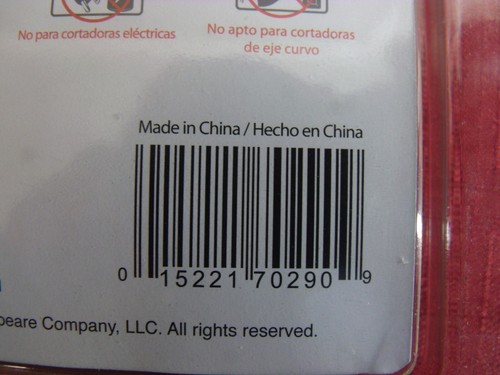 No para cortadoras eléctricas
No apto para cortadoras
de eje curvo
Made in China / Hecho en China
0 15221 70290 9
Company, LLC. All rights reserved.